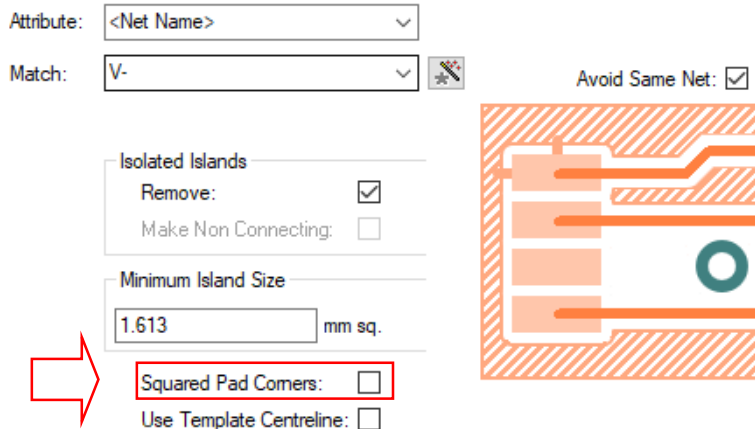 Attribute: <Net Name>
Match: V-
Avoid Same Net:
Isolated Islands
Remove:
Make Non Connecting:
Minimum Island Size
1.613 mm sq.
Squared Pad Corners:
Use Template Centreline: